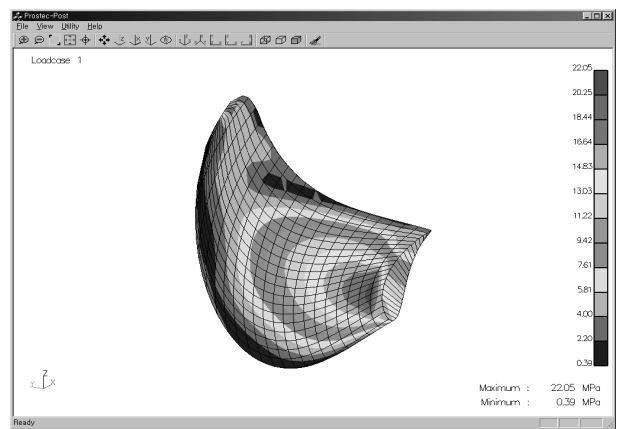 Prostec-Post
File View Utility Help
Loadcase 1
22.05
20.25
18.44
16.64
14.83
13.03
11.22
9.42
7.61
5.81
4.00
2.20
0.39
Z
Y X
Maximum : 22.05 MPa
Minimum : 0.39 MPa
Ready